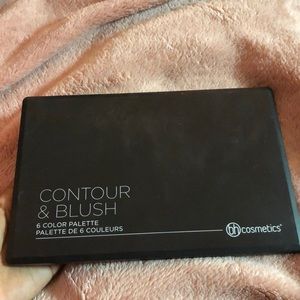 CONTOUR
& BLUSH
6 COLOR PALETTE
PALETTE DE 6 COULEURS
bh cosmetics®